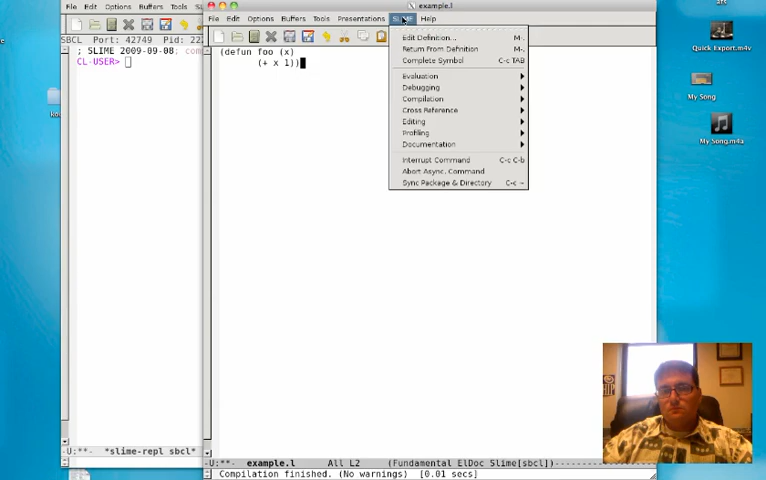 example.l
File Edit Options Buffers Tools
File Edit Options Buffers Tools Presentations SLIME Help
SBCL Port: 42749 Pid: 22
; SLIME 2009-09-08; com
CL-USER>
(defun foo (x)
(+ x 1))
Edit Definition... M-.
Return From Definition M-,
Complete Symbol C-c TAB
Evaluation
Debugging
Compilation
Cross Reference
Editing
Profiling
Documentation
Interrupt Command C-c C-b
Abort Async. Command
Sync Package & Directory C-c ~
Quick Export.m4v
My Song
My Song.m4a
-U:**- *slime-repl sbcl*
-U:**- example.l All L2 (Fundamental ElDoc Slime[sbcl])----------
Compilation finished. (No warnings) [0.01 secs]